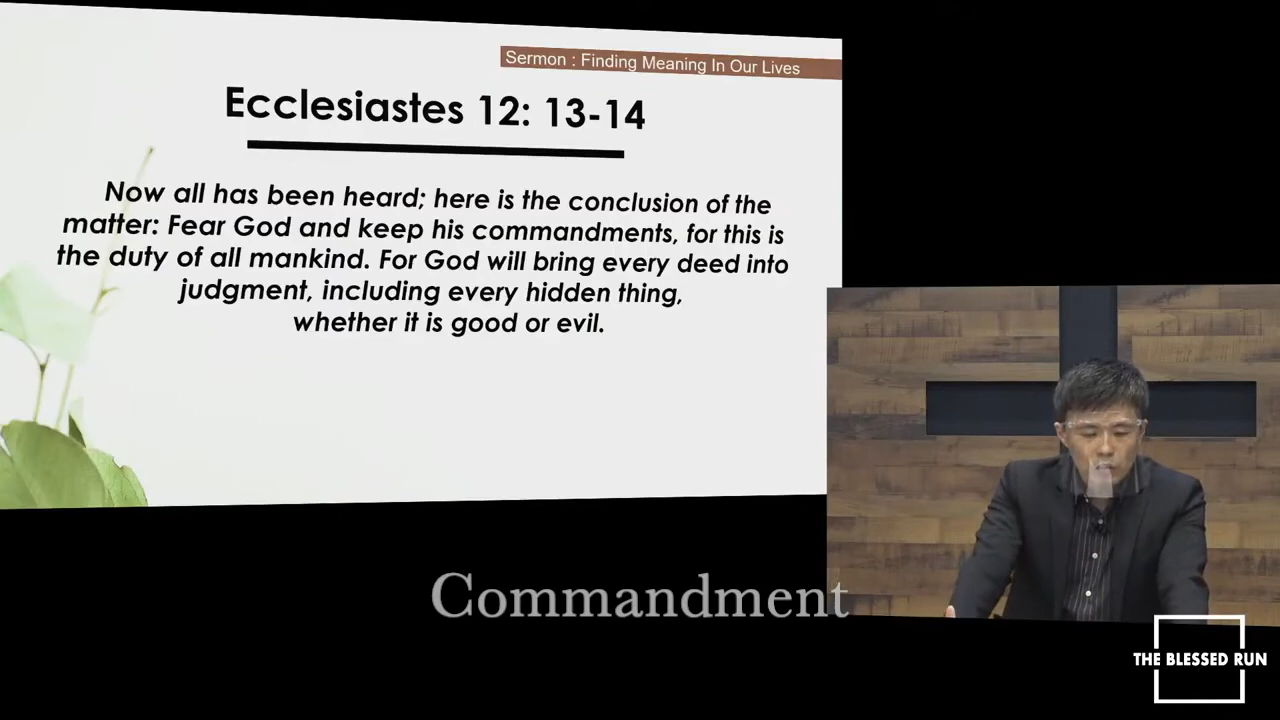 Sermon : Finding Meaning In Our Lives
Ecclesiastes 12: 13-14
Now all has been heard; here is the conclusion of the
matter: Fear God and keep his commandments, for this is
the duty of all mankind. For God will bring every deed into
judgment, including every hidden thing,
whether it is good or evil.
Commandment
THE BLESSED RUN